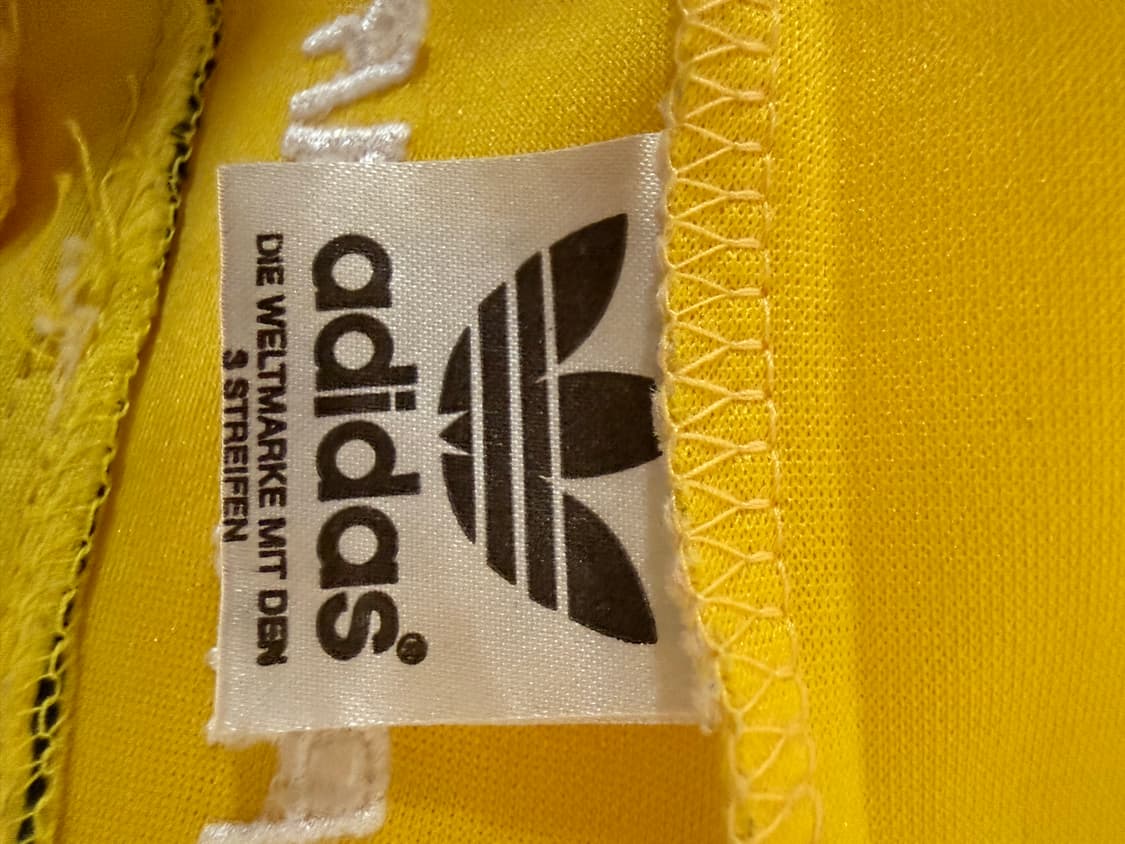 adidas®
DIE WELTMARKE MIT DEN
3 STREIFEN